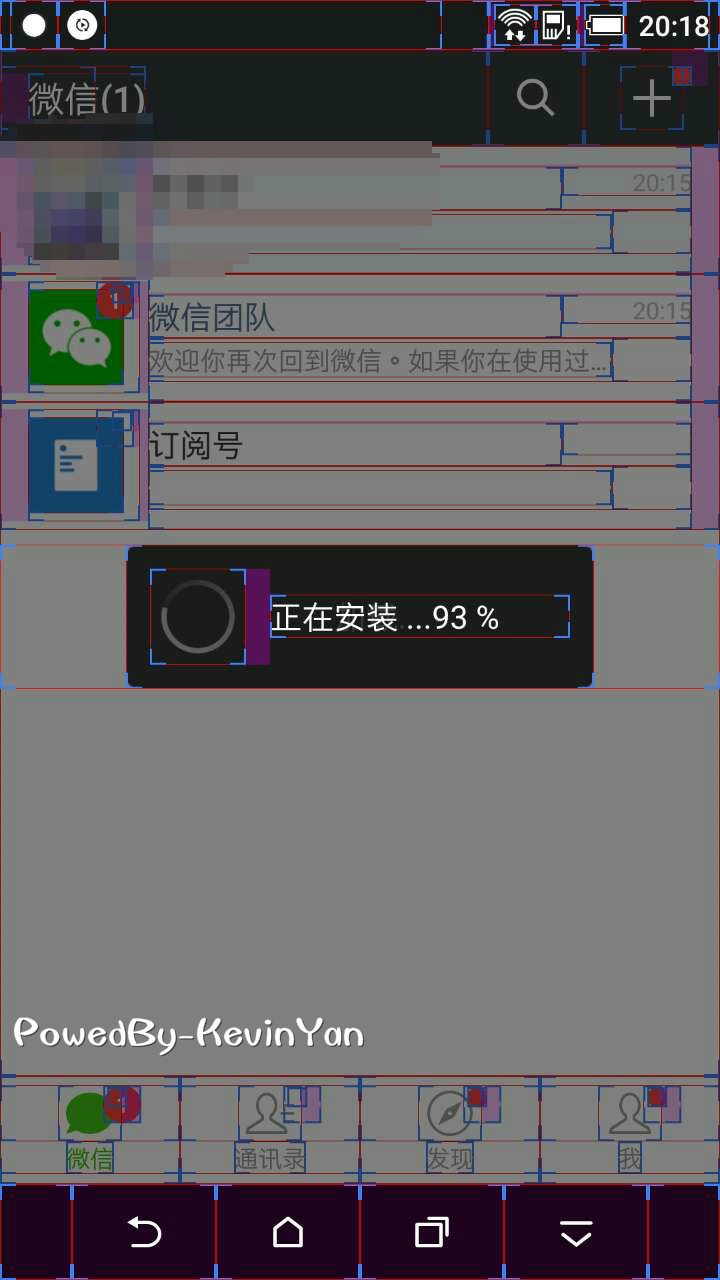 20:18
微信(1)
20:15
微信团队
20:15
欢迎你再次回到微信。如果你在使用过...
订阅号
正在安装 ...93 %
PowedBy-KevinYan
微信
通讯录
发现
我